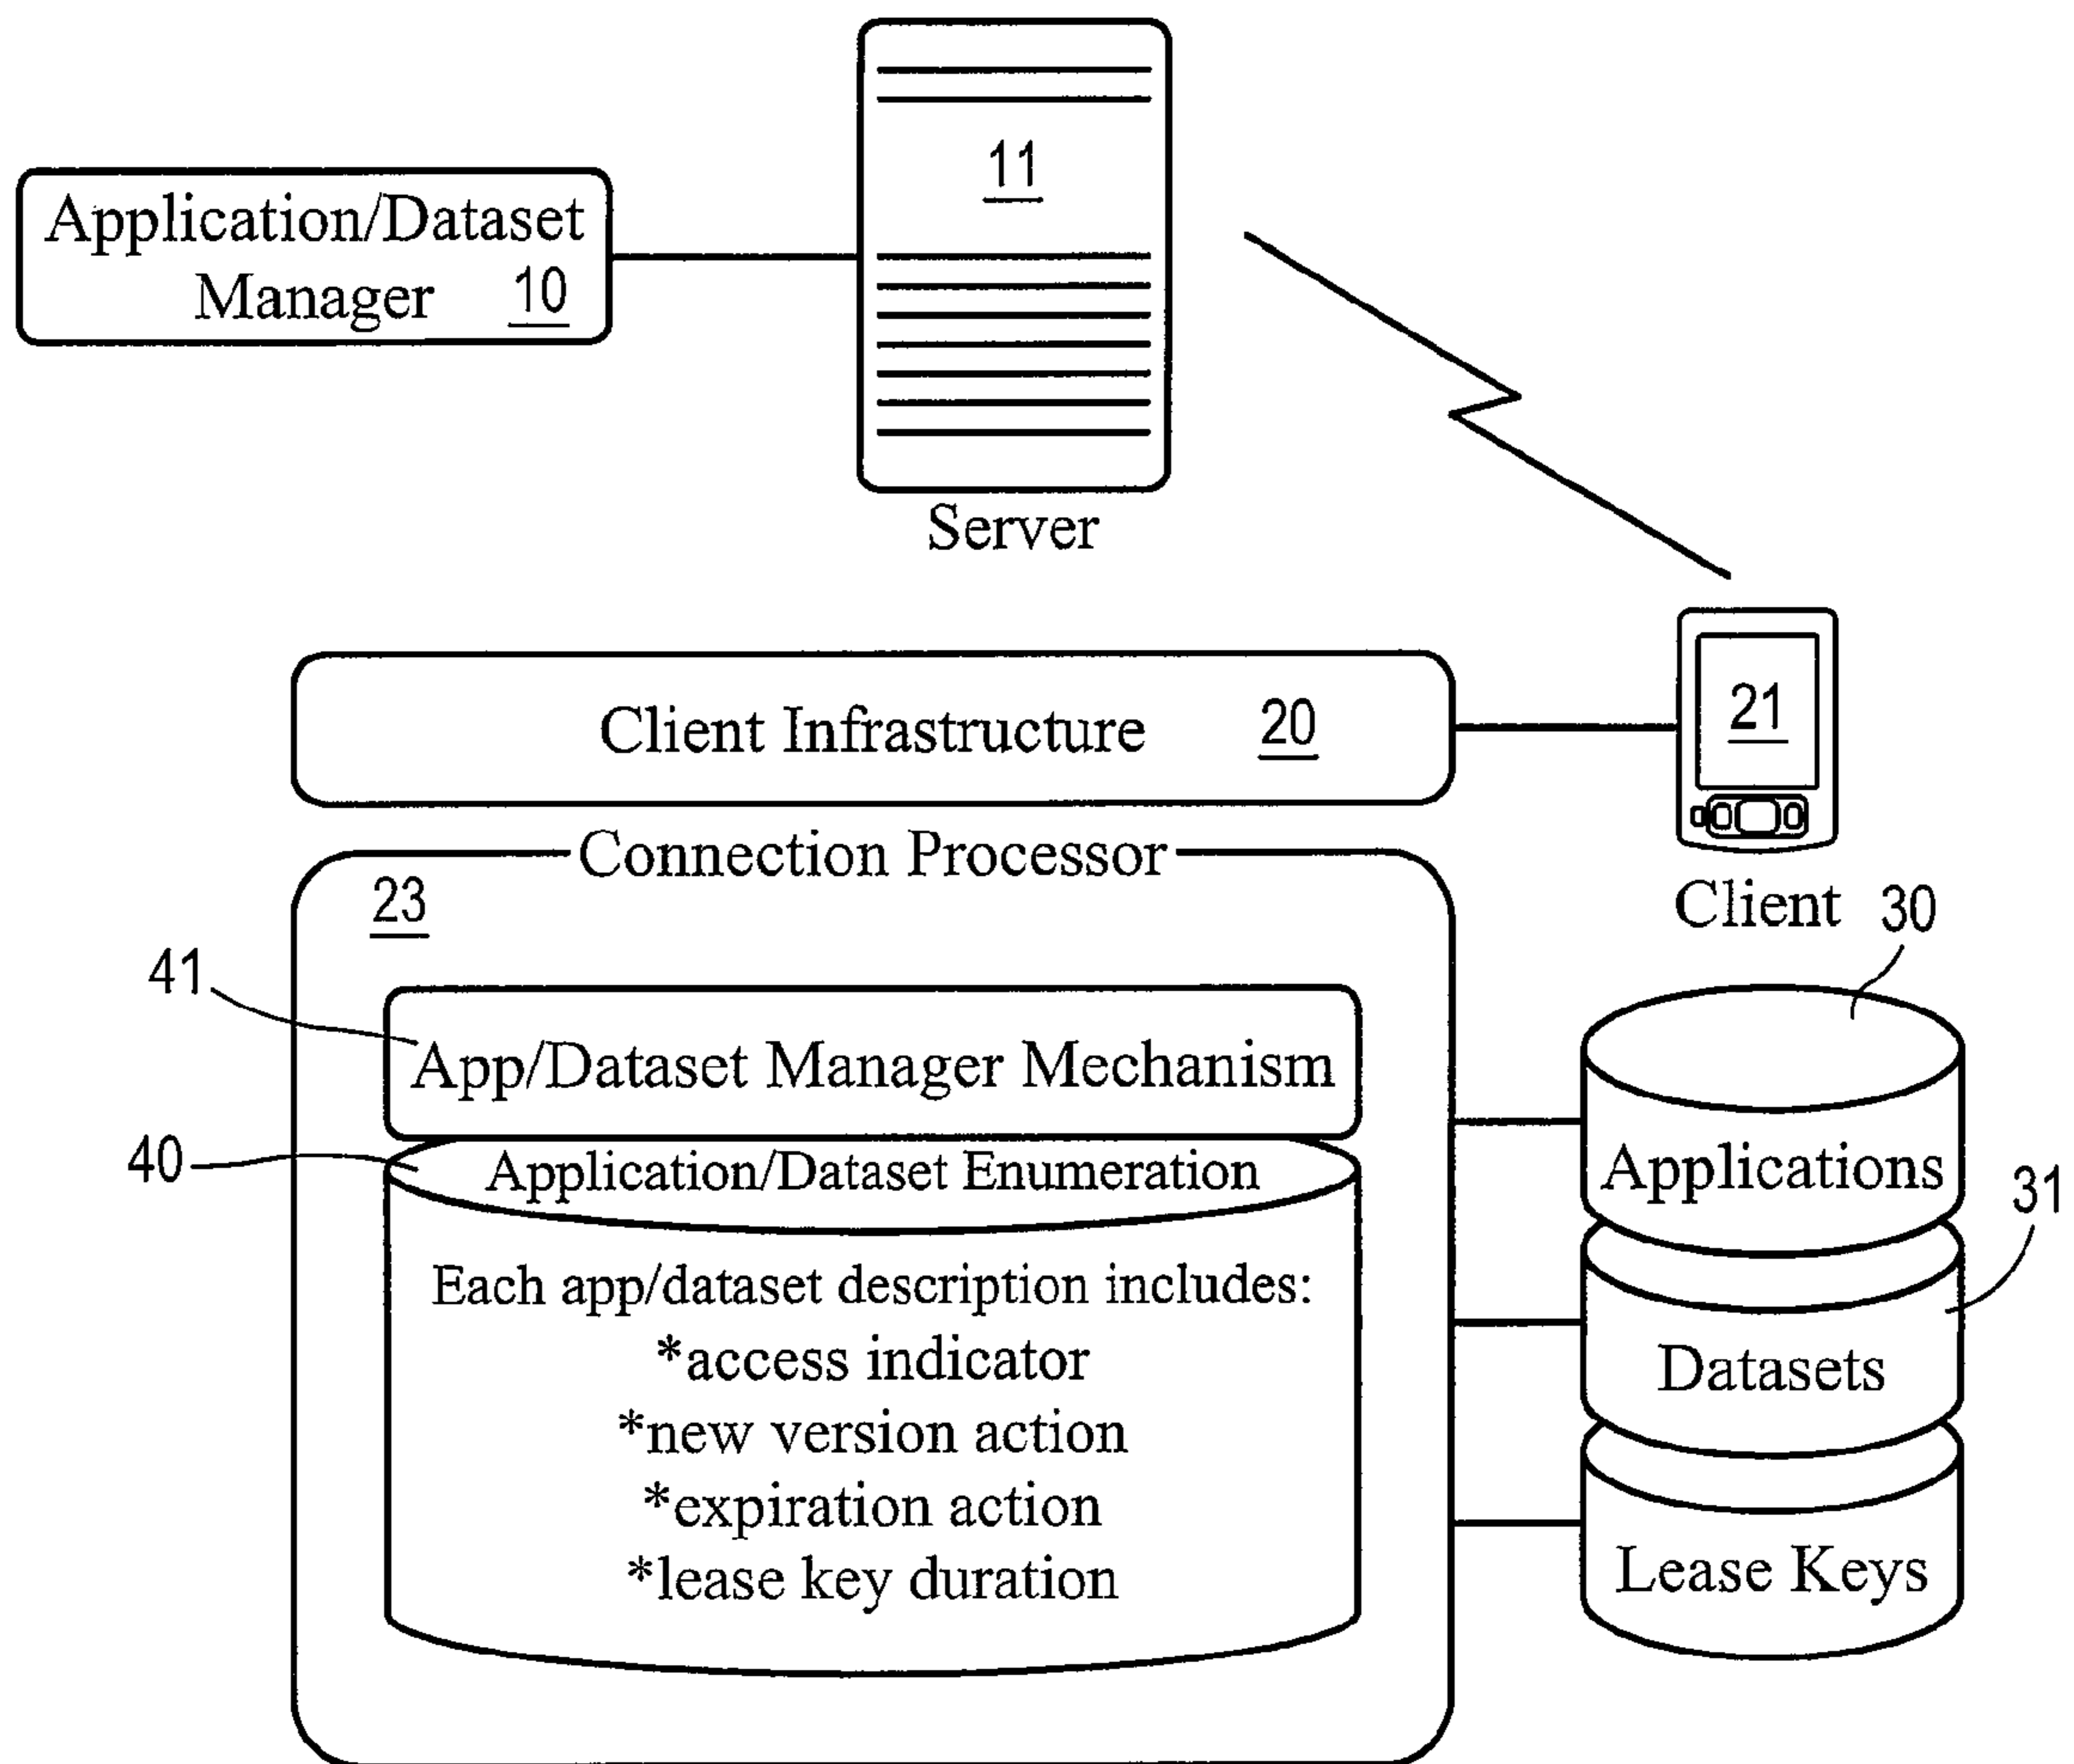 11
Application/Dataset
Manager 10
Server
Client Infrastructure 20
21
Connection Processor
23
Client
30
41
App/Dataset Manager Mechanism
40
Application/Dataset Enumeration
Applications
31
Each app/dataset description includes:
*access indicator
*new version action
*expiration action
*lease key duration
Datasets
Lease Keys